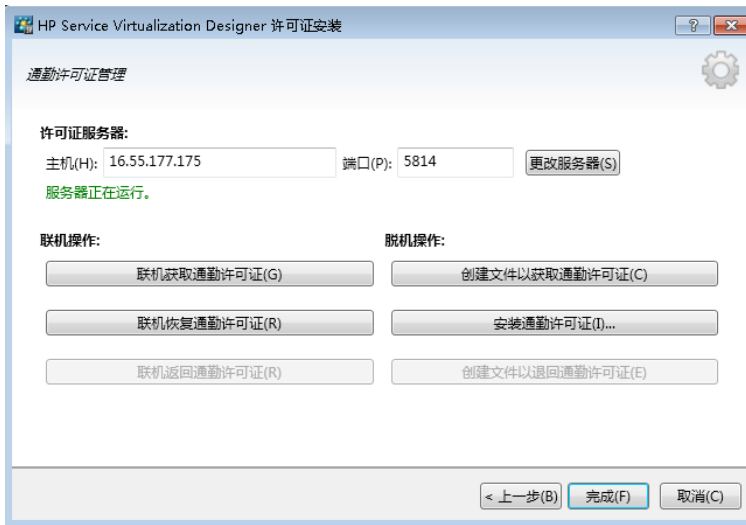 HP Service Virtualization Designer 许可证安装
通勤许可证管理
许可证服务器:
主机(H): 16.55.177.175 端口(P): 5814 更改服务器(S)
服务器正在运行。
联机操作: 脱机操作:
联机获取通勤许可证(G) 创建文件以获取通勤许可证(C)
联机恢复通勤许可证(R) 安装通勤许可证(I)...
联机返回通勤许可证(R) 创建文件以退回通勤许可证(E)
< 上一步(B) 完成(F) 取消(C)